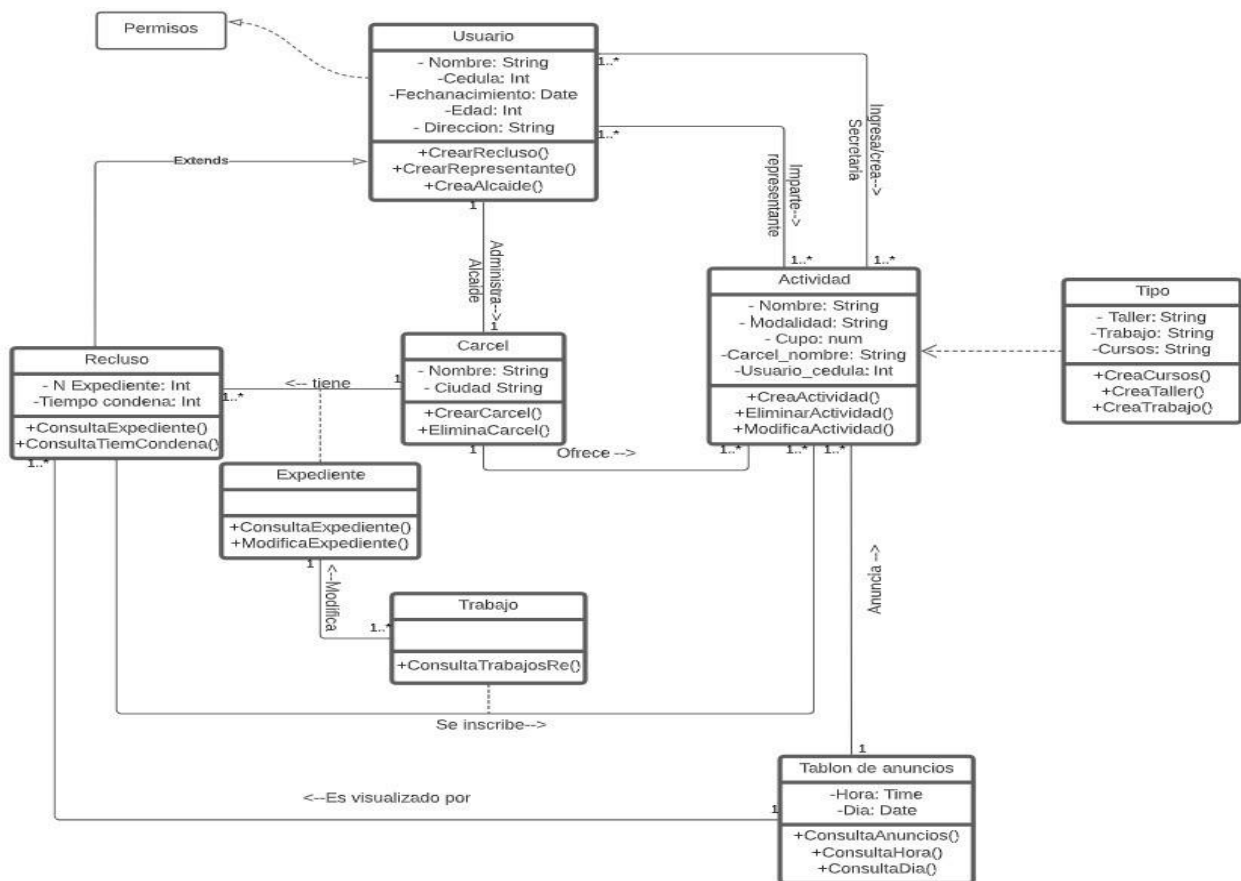 Permisos
Usuario
- Nombre: String
-Cedula: Int
-Fechanacimiento: Date
-Edad: Int
- Direccion: String
+CrearRecluso()
+CrearRepresentante()
+CreaAlcaide()
1..*
1..*
1
Extends
Ingresa/crea-->
Secretaria
Imparte-->
representante
1..*
1..*
Administra-->
Alcaide
1
Actividad
- Nombre: String
- Modalidad: String
- Cupo: num
-Carcel_nombre: String
-Usuario_cedula: Int
+CreaActividad()
+EliminarActividad()
+ModificaActividad()
Tipo
- Taller: String
-Trabajo: String
-Cursos: String
+CreaCursos()
+CreaTaller()
+CreaTrabajo()
Recluso
- N Expediente: Int
-Tiempo condena: Int
+ConsultaExpediente()
+ConsultaTiemCondena()
<-- tiene
1
1..*
Carcel
- Nombre: String
- Ciudad String
+CrearCarcel()
+EliminaCarcel()
1
Ofrece -->
1..*
1..*
1..*
1..*
Expediente
+ConsultaExpediente()
+ModificaExpediente()
1
<--Modifica
1..*
Trabajo
+ConsultaTrabajosRe()
Se inscribe-->
Anuncia -->
1
Tablon de anuncios
-Hora: Time
-Dia: Date
+ConsultaAnuncios()
+ConsultaHora()
+ConsultaDia()
<--Es visualizado por
1